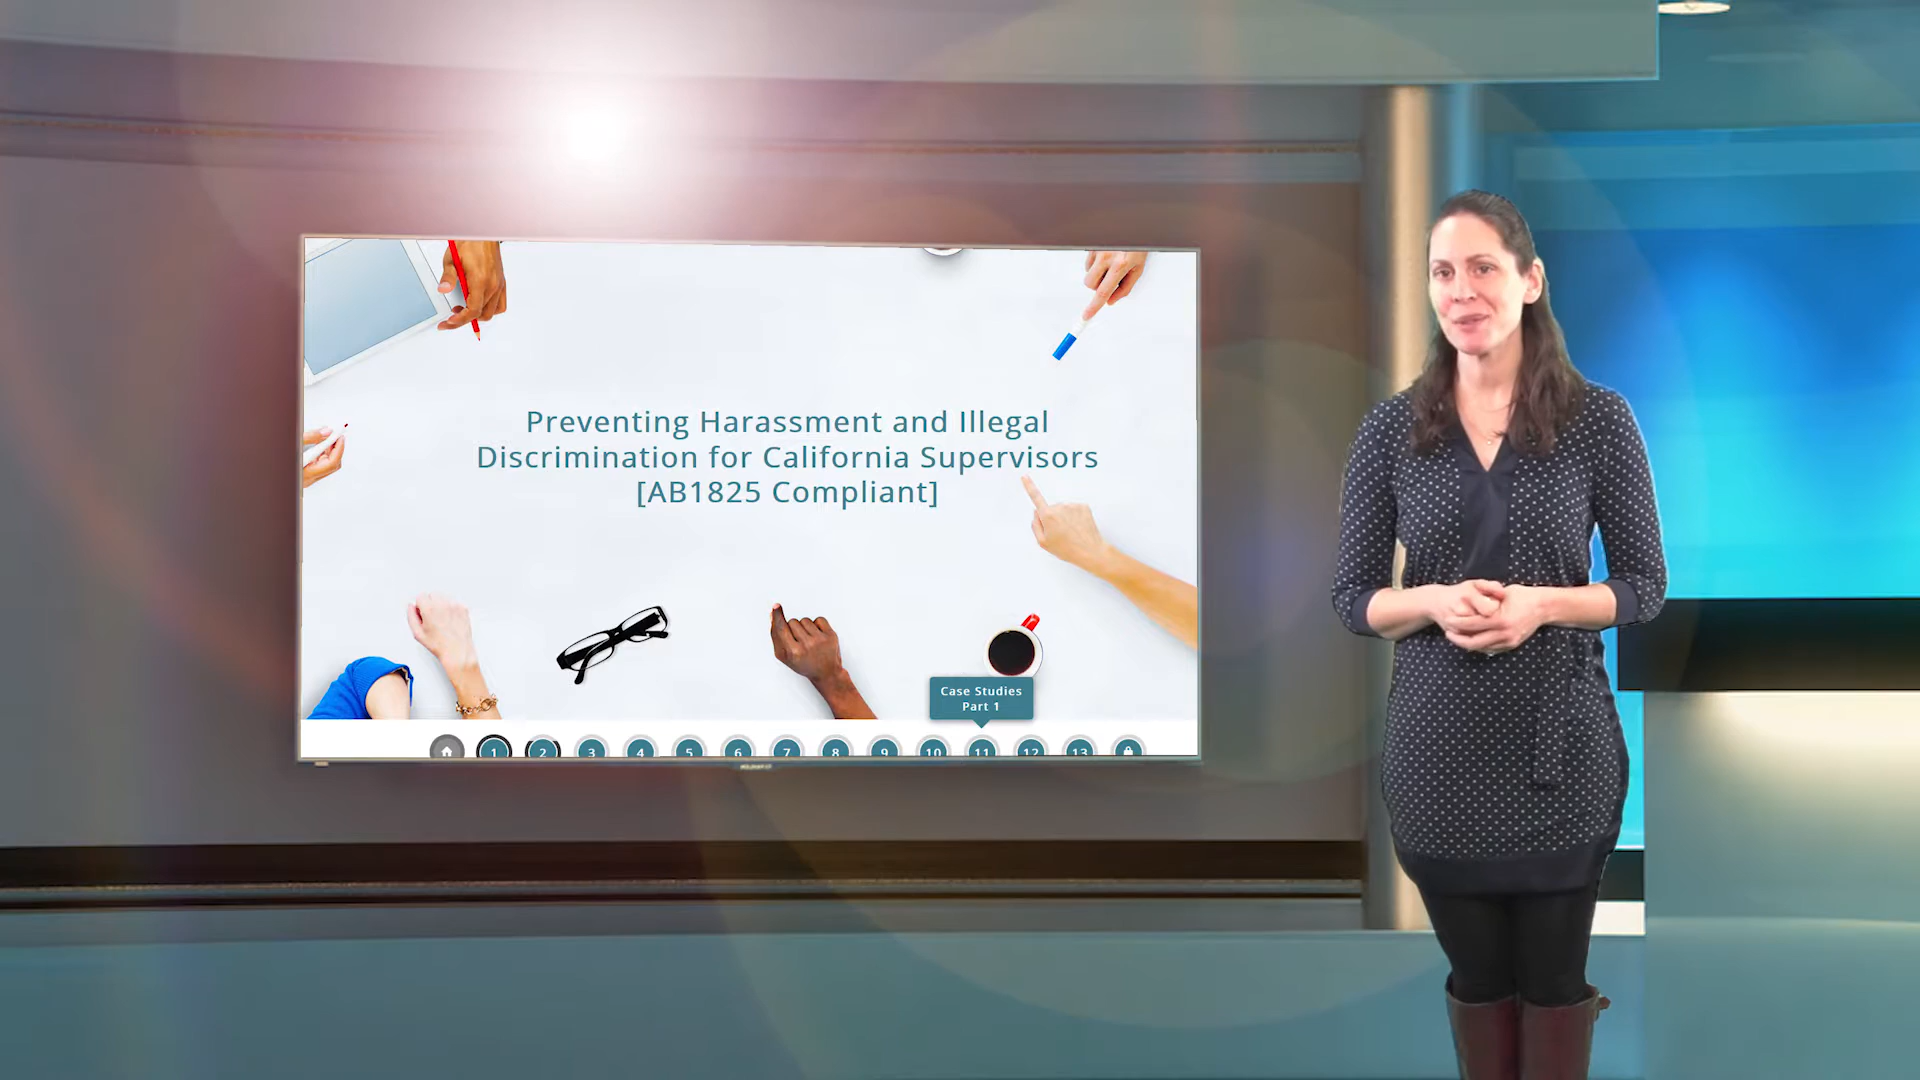 Preventing Harassment and Illegal
Discrimination for California Supervisors
[AB1825 Compliant]
Case Studies
Part 1
1 2 3 4 5 6 7 8 9 10 11 12 13